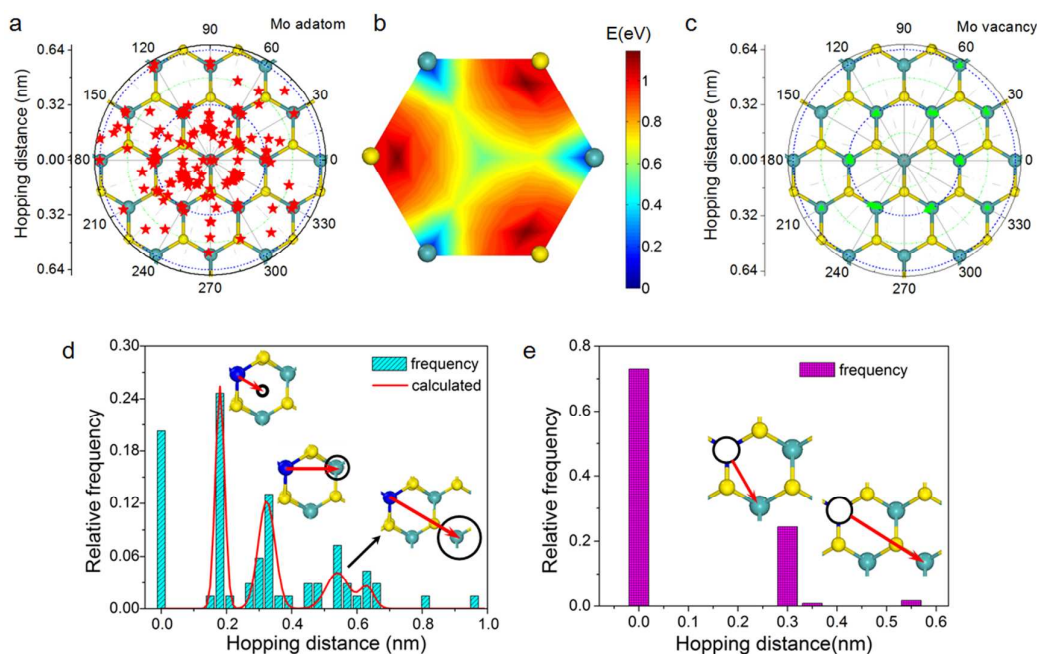 a
Mo adatom
Hopping distance (nm)
0.64
0.32
0.00
0.32
0.64
90
120
60
150
30
180
0
210
330
240
300
270
b
E(eV)
1
0.8
0.6
0.4
0.2
0
c
Mo vacancy
Hopping distance (nm)
0.64
0.32
0.00
0.32
0.64
90
120
60
150
30
180
0
210
330
240
300
270
d
Relative frequency
0.30
0.24
0.18
0.12
0.06
0.00
frequency
calculated
0.0 0.2 0.4 0.6 0.8 1.0
Hopping distance (nm)
e
Relative frequency
0.8
0.6
0.4
0.2
0.0
frequency
0.0 0.1 0.2 0.3 0.4 0.5 0.6
Hopping distance(nm)